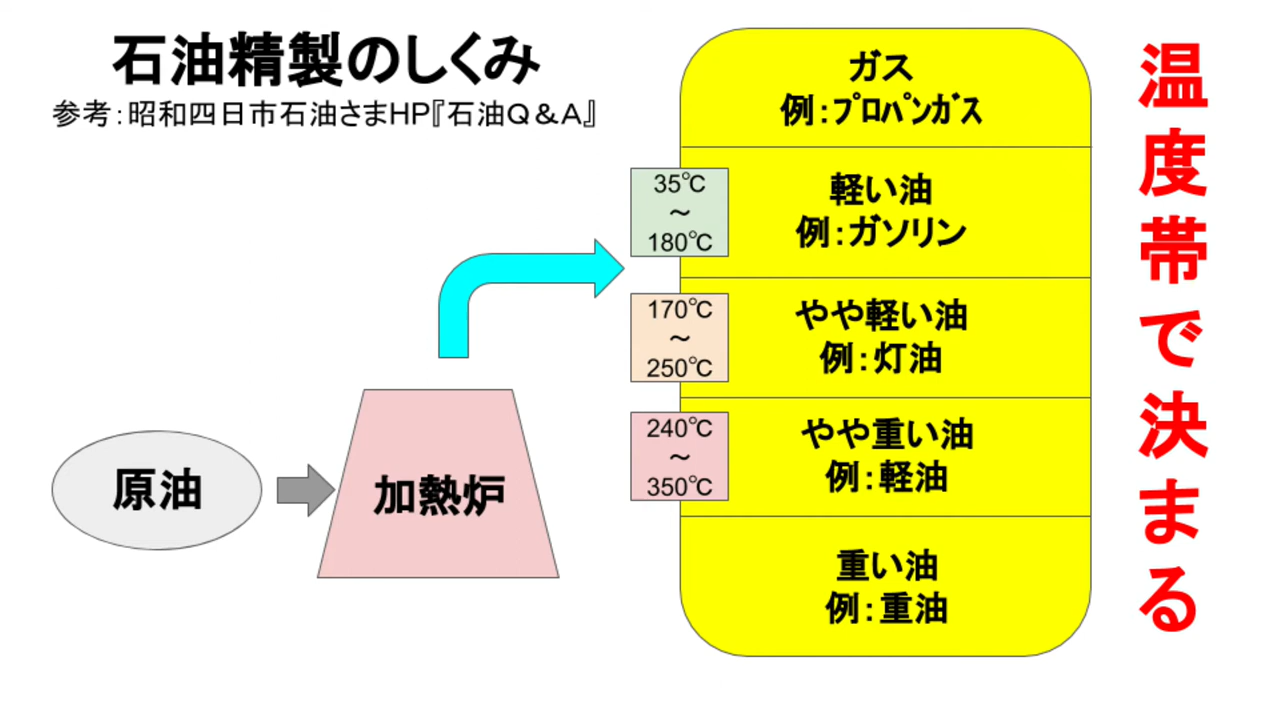 石油精製のしくみ
参考：昭和四日市石油さまHP『石油Q＆A』
原油
加熱炉
ガス
例：ﾌﾟﾛﾊﾟﾝｶﾞｽ
35℃
～
180℃
軽い油
例：ガソリン
170℃
～
250℃
やや軽い油
例：灯油
240℃
～
350℃
やや重い油
例：軽油
重い油
例：重油
温度帯で決まる